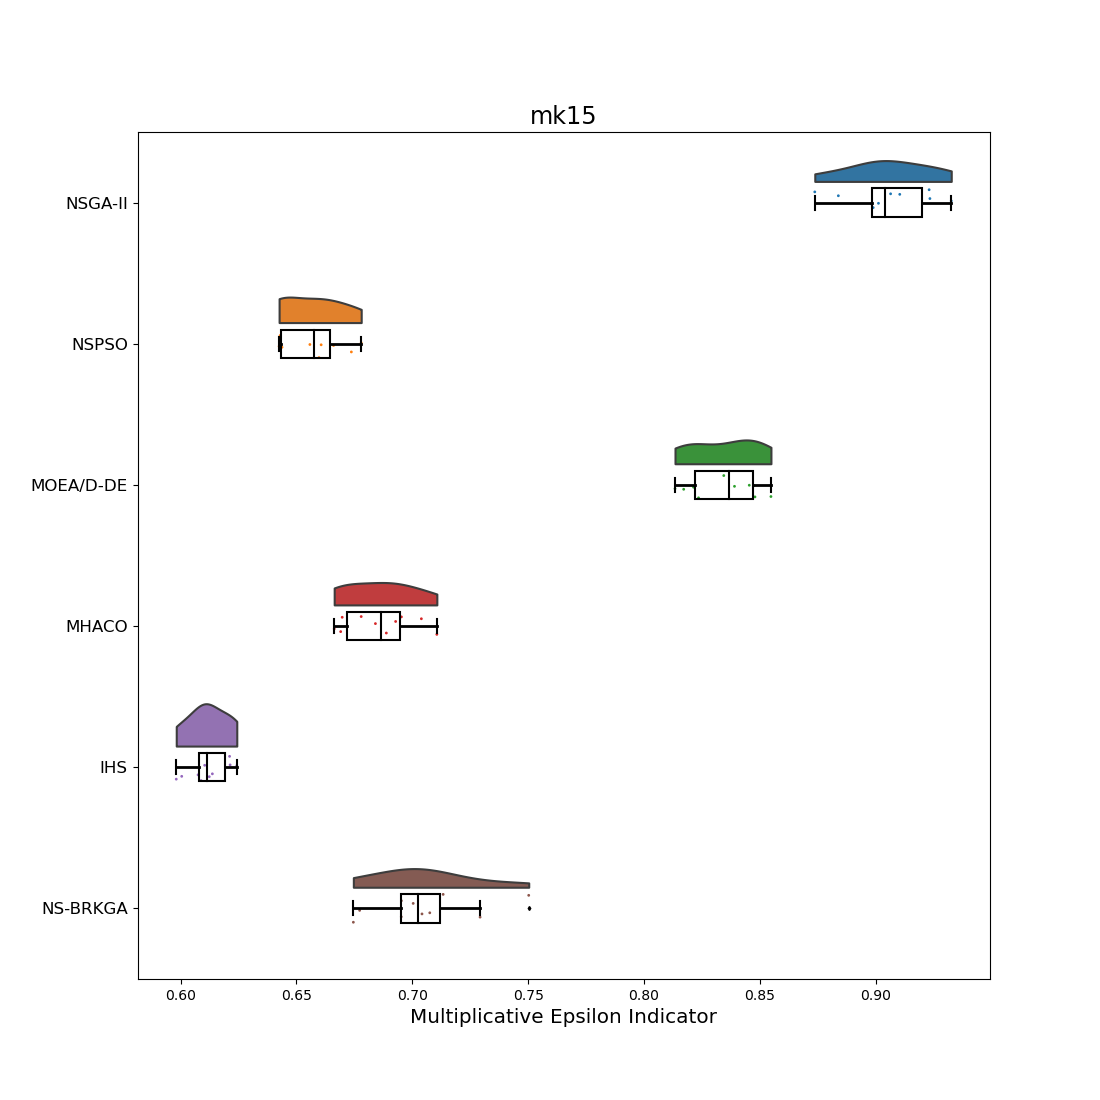 mk15
NSGA-II
NSPSO
MOEA/D-DE
MHACO
IHS
NS-BRKGA
0.60 0.65 0.70 0.75 0.80 0.85 0.90
Multiplicative Epsilon Indicator